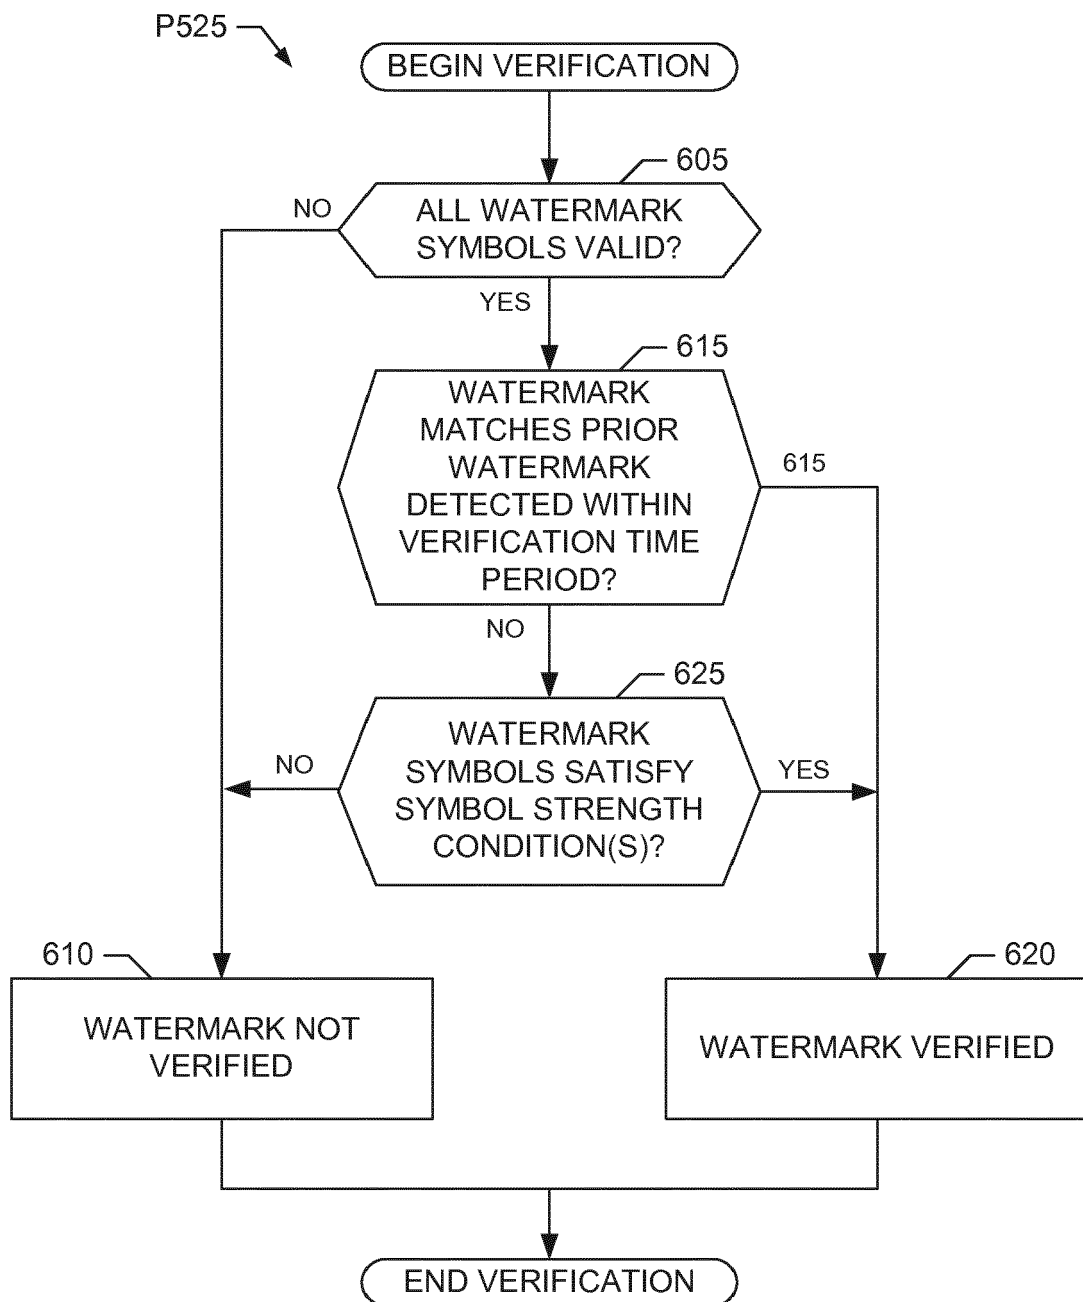 P525
BEGIN VERIFICATION
605
NO
ALL WATERMARK
SYMBOLS VALID?
YES
615
WATERMARK
MATCHES PRIOR
WATERMARK
DETECTED WITHIN
VERIFICATION TIME
PERIOD?
615
NO
625
NO
WATERMARK
SYMBOLS SATISFY
SYMBOL STRENGTH
CONDITION(S)?
YES
610
WATERMARK NOT
VERIFIED
620
WATERMARK VERIFIED
END VERIFICATION